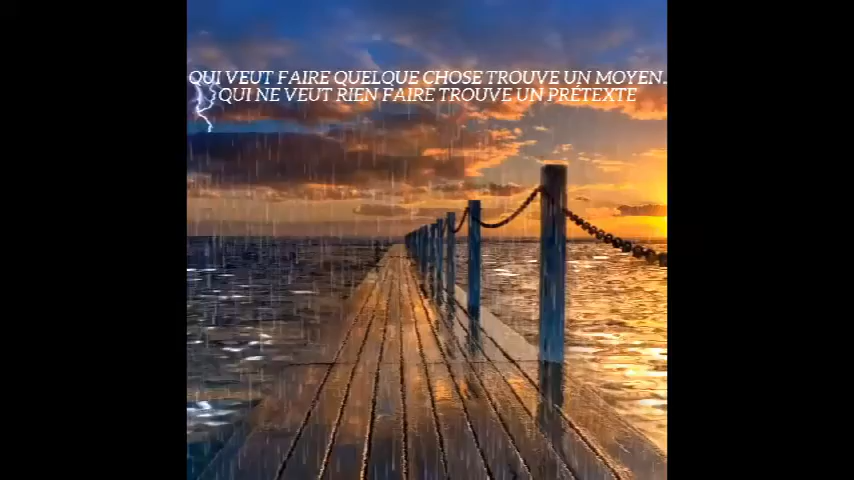 QUI VEUT FAIRE QUELQUE CHOSE TROUVE UN MOYEN.
QUI NE VEUT RIEN FAIRE TROUVE UN PRÉTEXTE